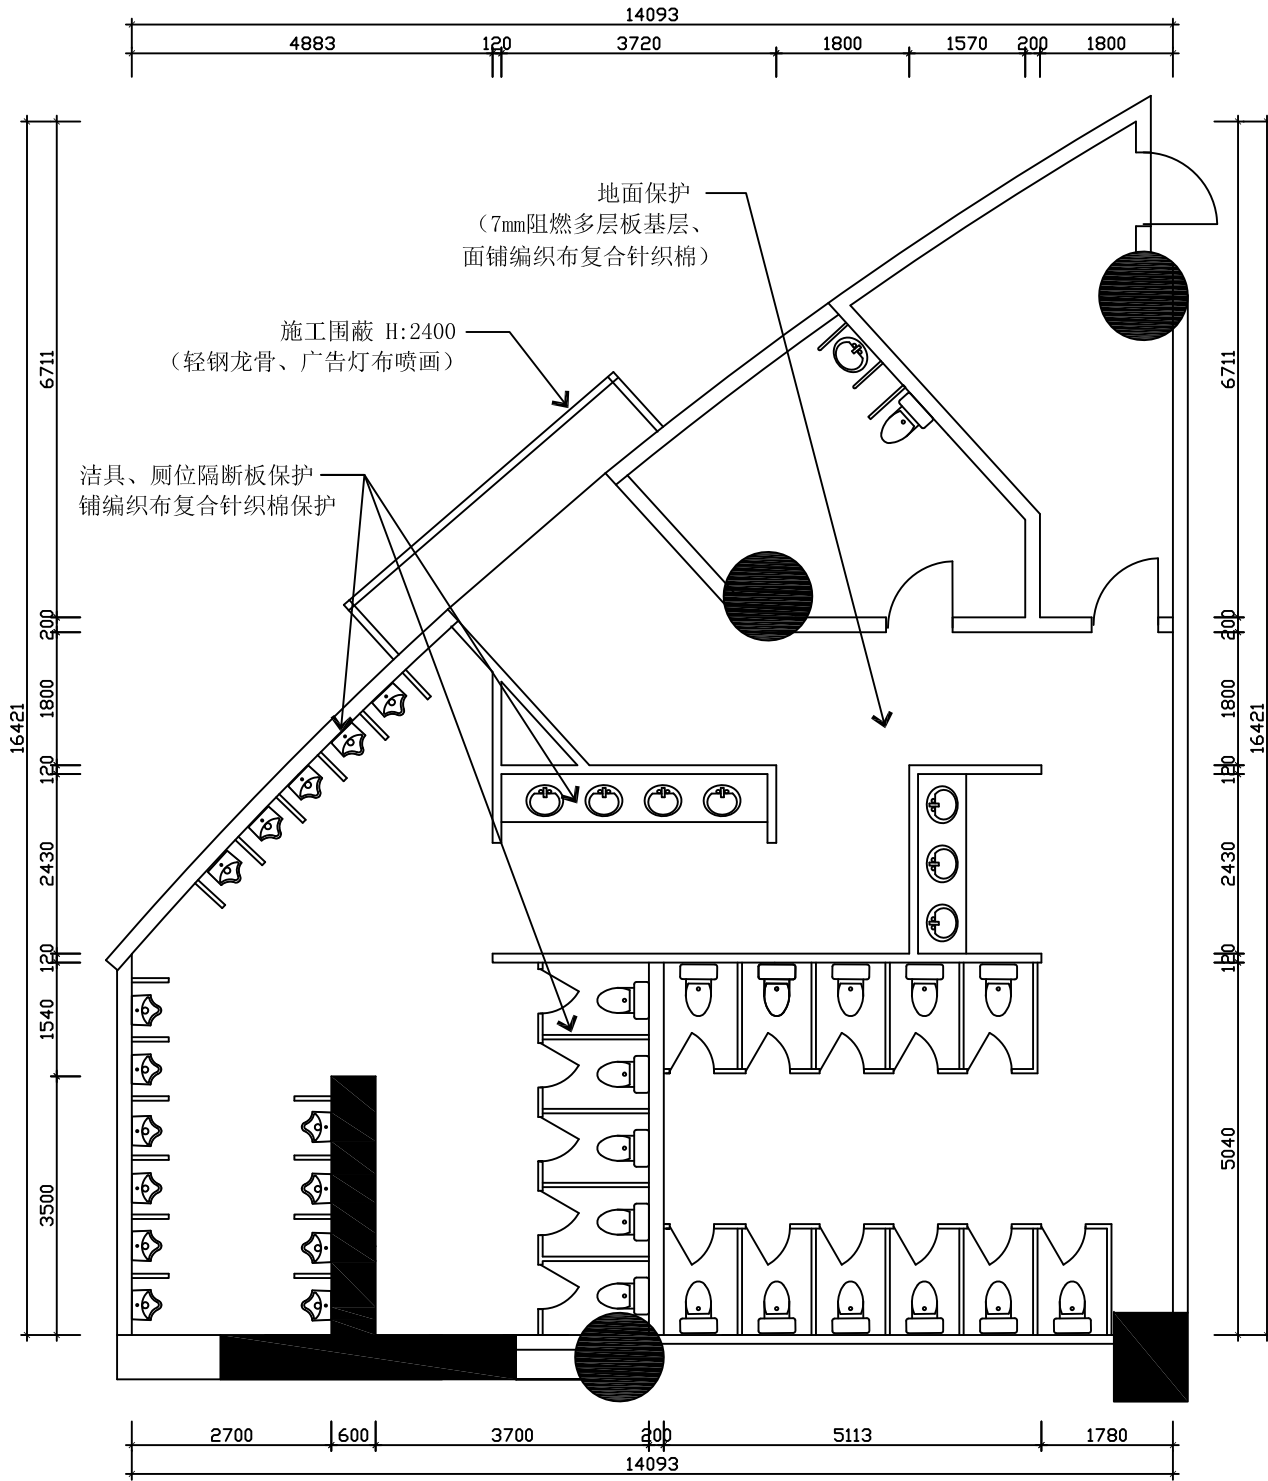 14093
4883 120 3720 1800 1570 200 1800
地面保护
（7mm阻燃多层板基层、
面铺编织布复合针织棉）
施工围蔽 H:2400
（轻钢龙骨、广告灯布喷画）
洁具、厕位隔断板保护
铺编织布复合针织棉保护
16421
6711
200
1800
120
2430
120
1540
3500
6711
200
1800
120
2430
120
5040
16421
2700 600 3700 200 5113 1780
14093